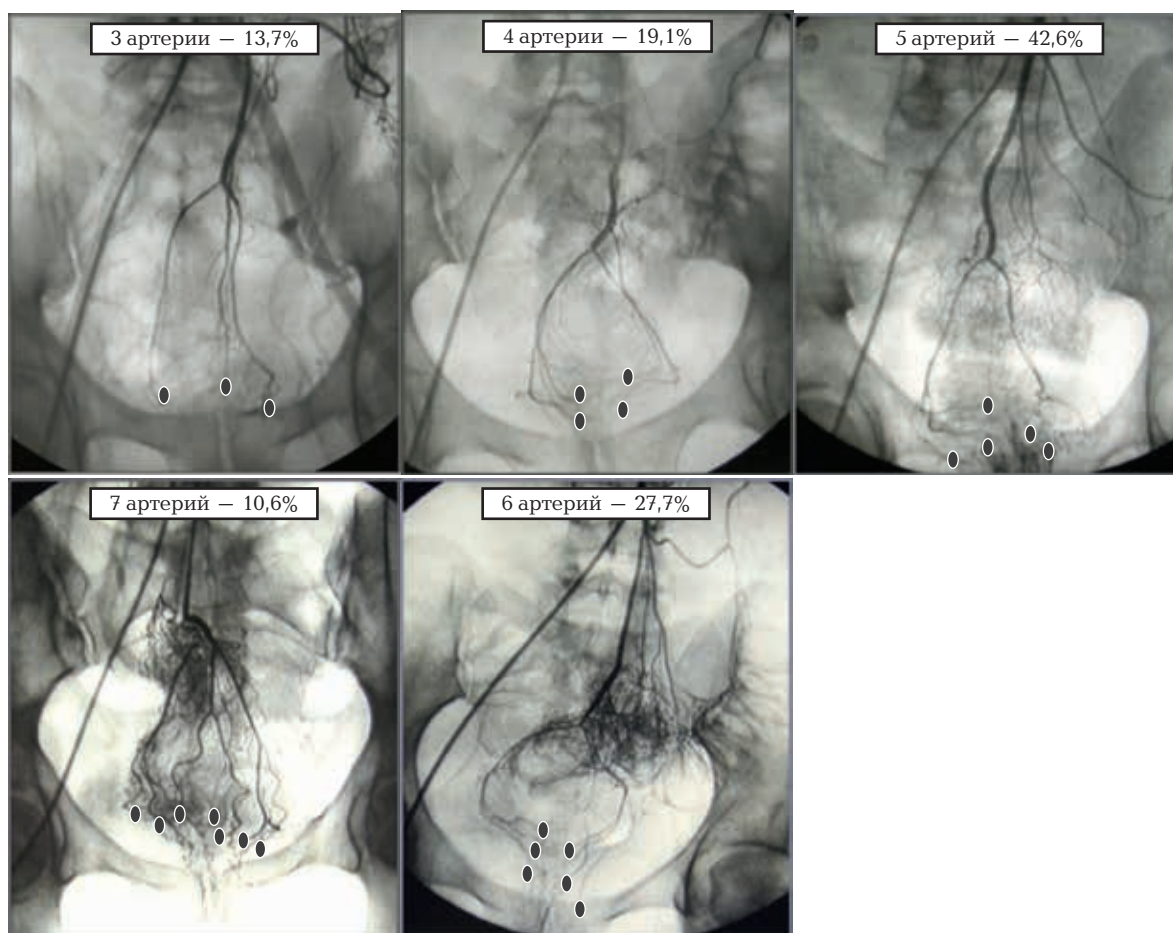 3 артерии — 13,7%
4 артерии — 19,1%
5 артерий — 42,6%
7 артерий — 10,6%
6 артерий — 27,7%